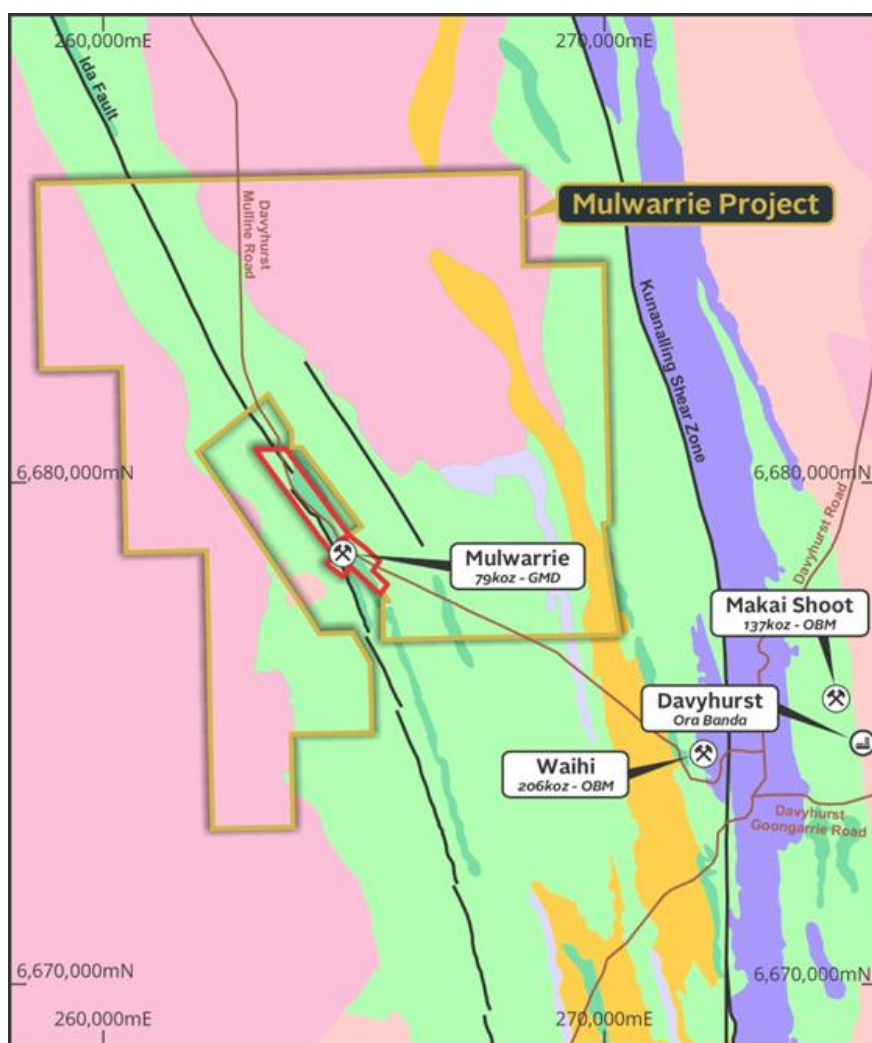 260,000mE
270,000mE
Ida Fault
Davyhurst
Mulline Road
Mulwarrie Project
Kunanalling Shear Zone
6,680,000mN
6,680,000mN
Davyhurst Road
Mulwarrie
79koz - GMD
Makai Shoot
137koz - OBM
Davyhurst
Ora Banda
Waihi
206koz - OBM
Davyhurst
Goongarrie Road
6,670,000mN
6,670,000mN
260,000mE
270,000mE